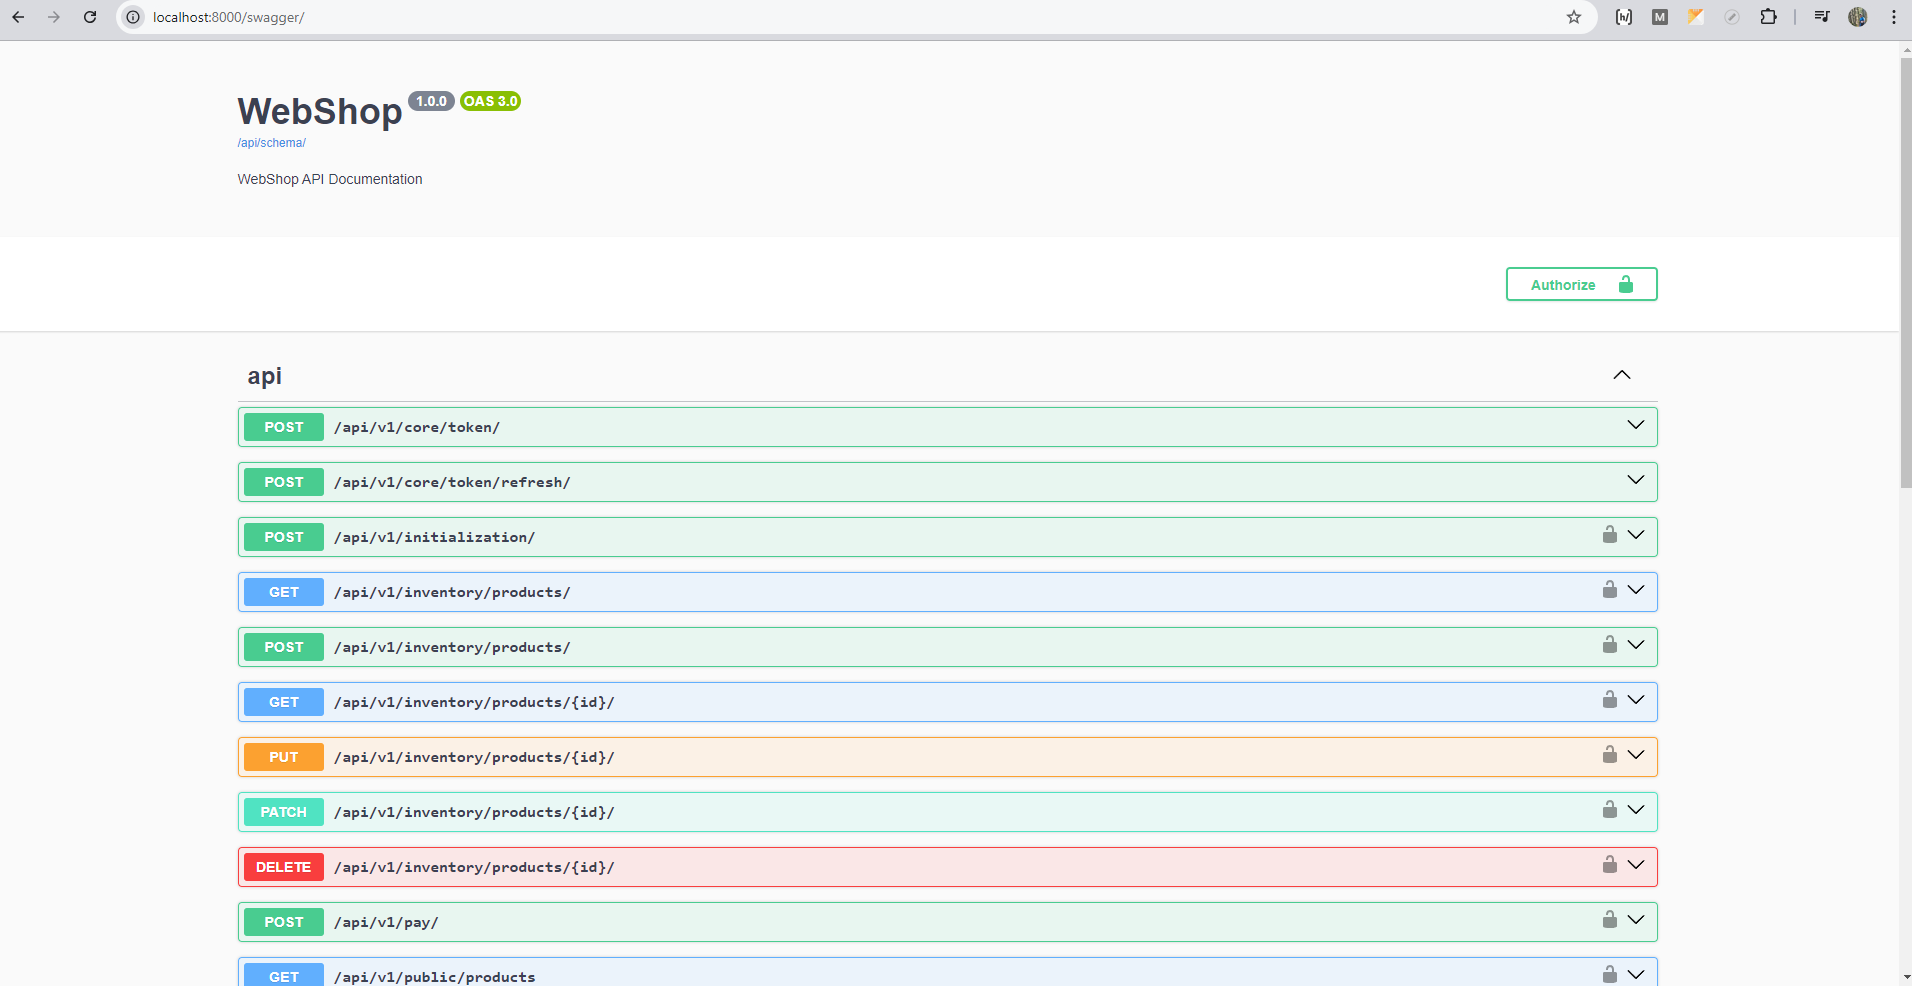 localhost:8000/swagger/
WebShop 1.0.0 OAS 3.0
/api/schema/
WebShop API Documentation
Authorize
api
POST /api/v1/core/token/
POST /api/v1/core/token/refresh/
POST /api/v1/initialization/
GET /api/v1/inventory/products/
POST /api/v1/inventory/products/
GET /api/v1/inventory/products/{id}/
PUT /api/v1/inventory/products/{id}/
PATCH /api/v1/inventory/products/{id}/
DELETE /api/v1/inventory/products/{id}/
POST /api/v1/pay/
GET /api/v1/public/products